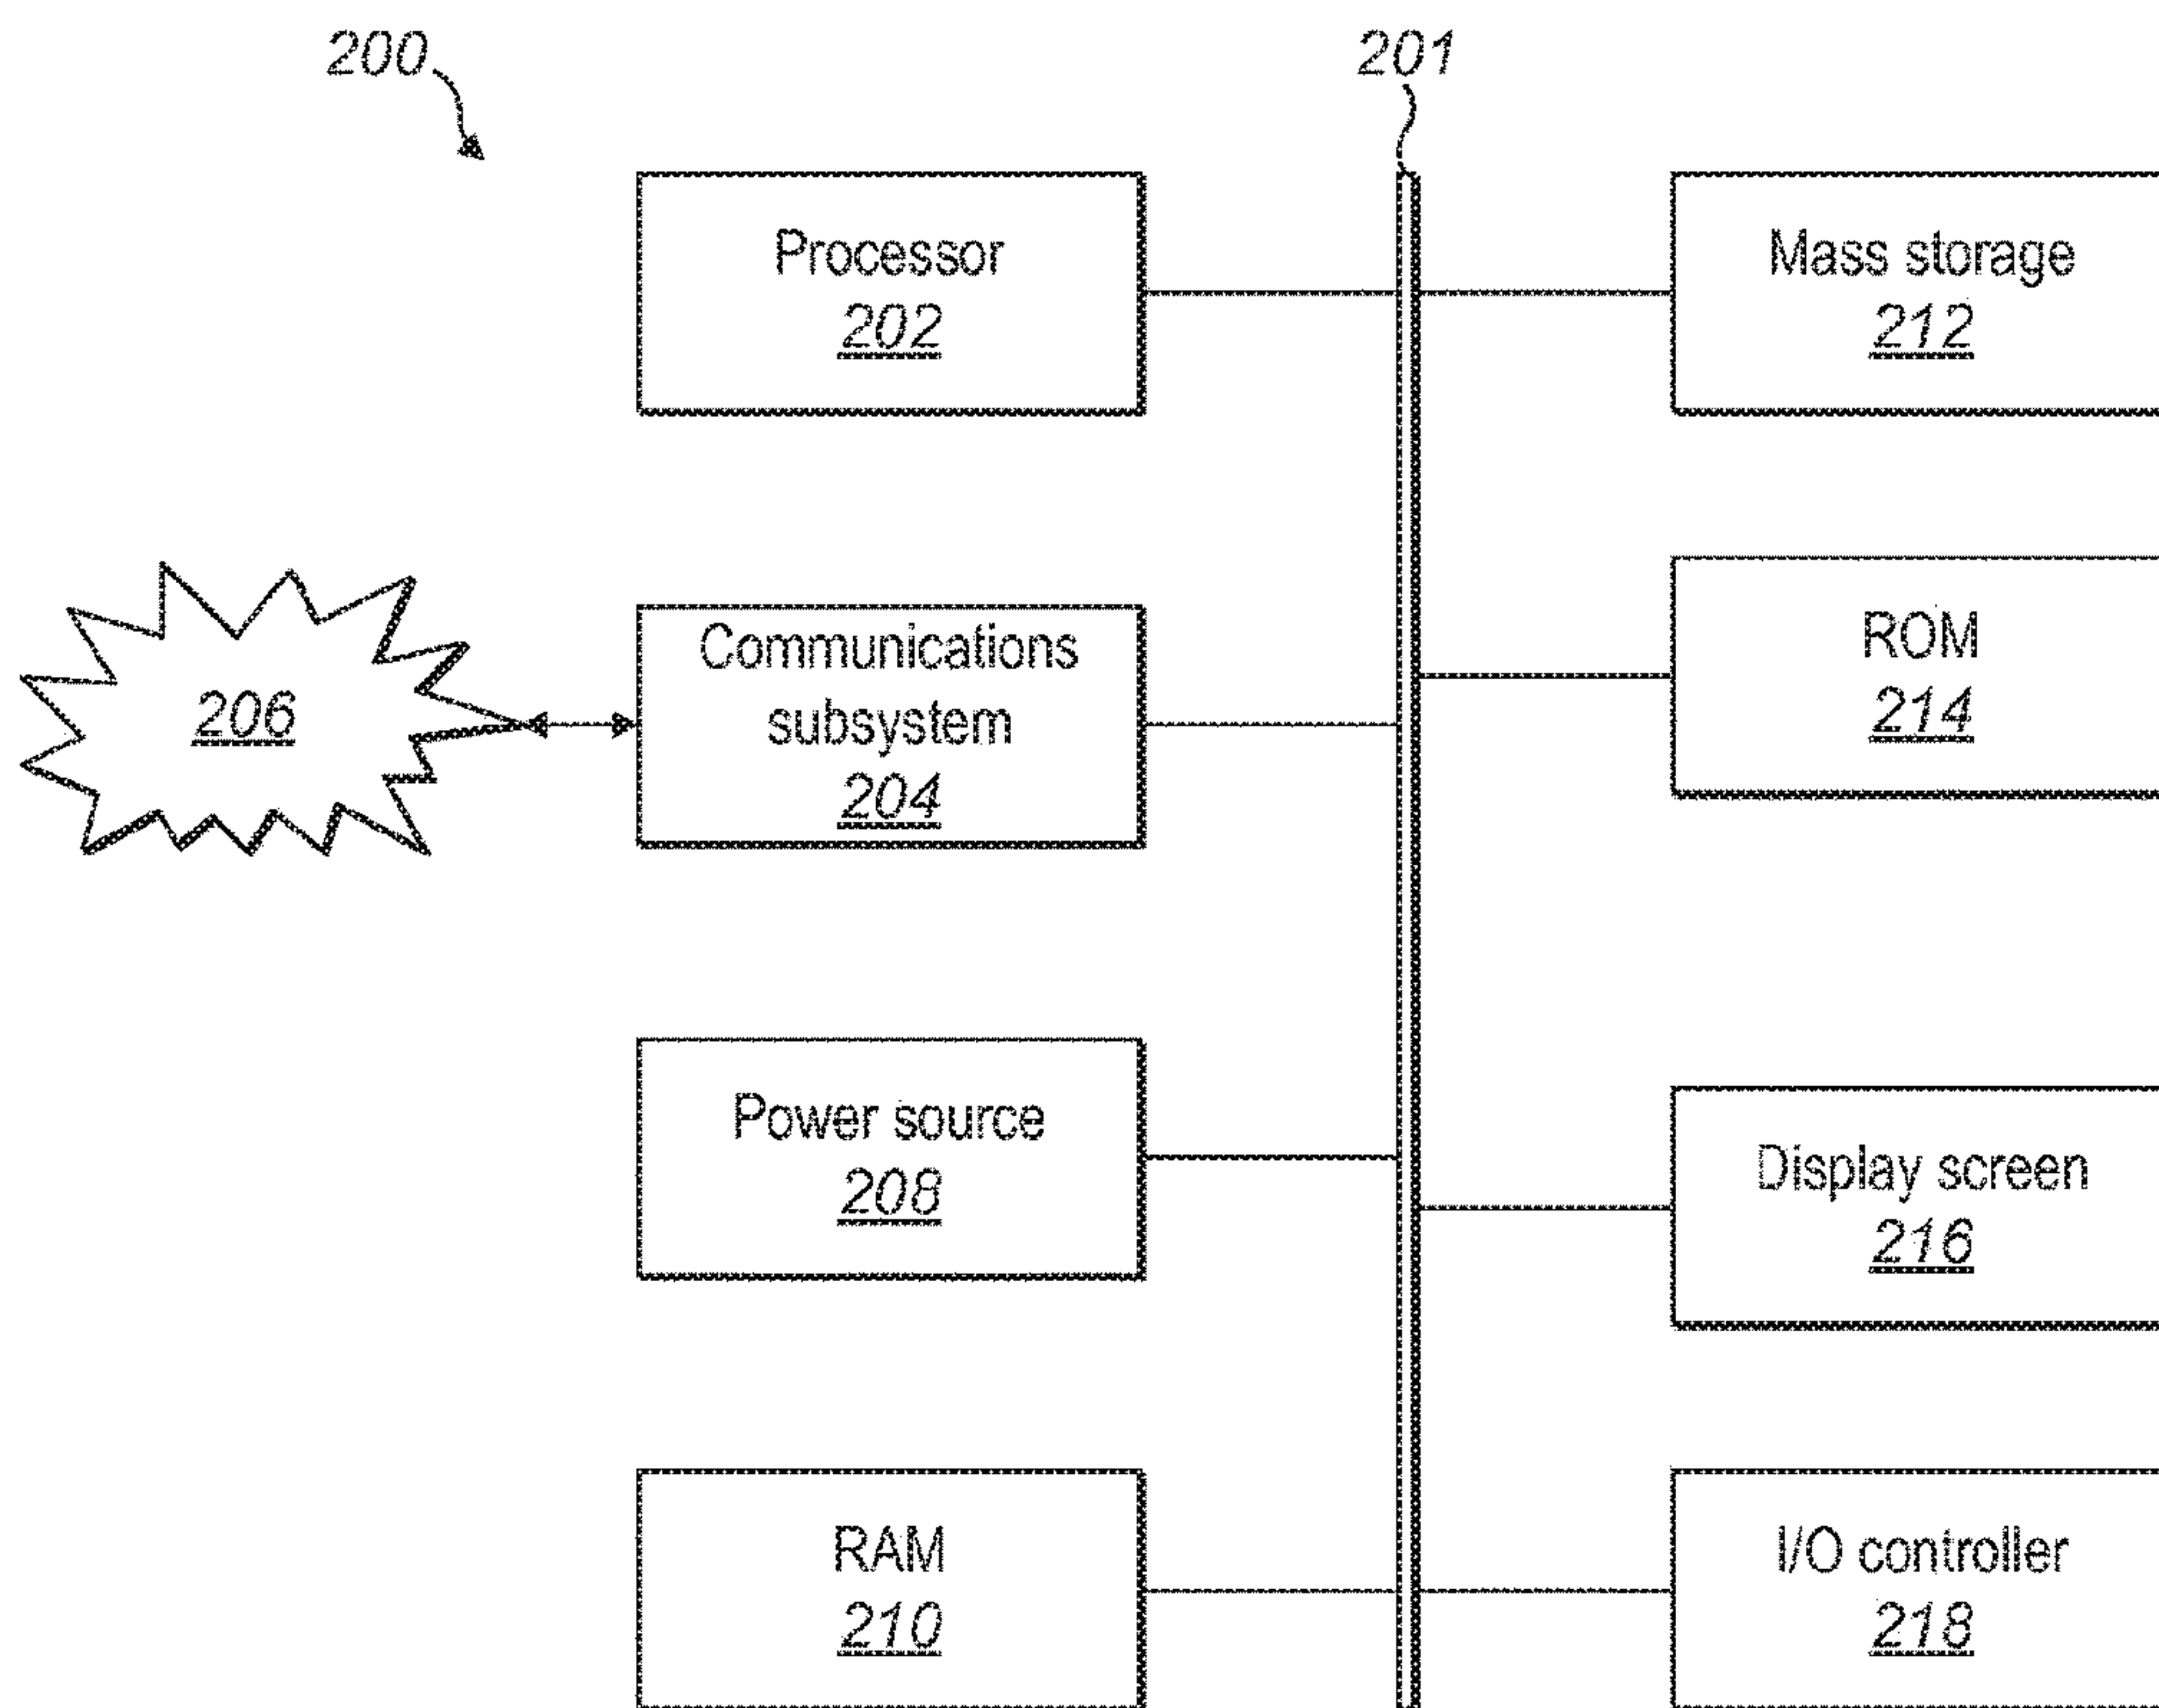 200
201
Processor
202
Mass storage
212
Communications
subsystem
204
206
ROM
214
Power source
208
Display screen
216
RAM
210
I/O controller
218